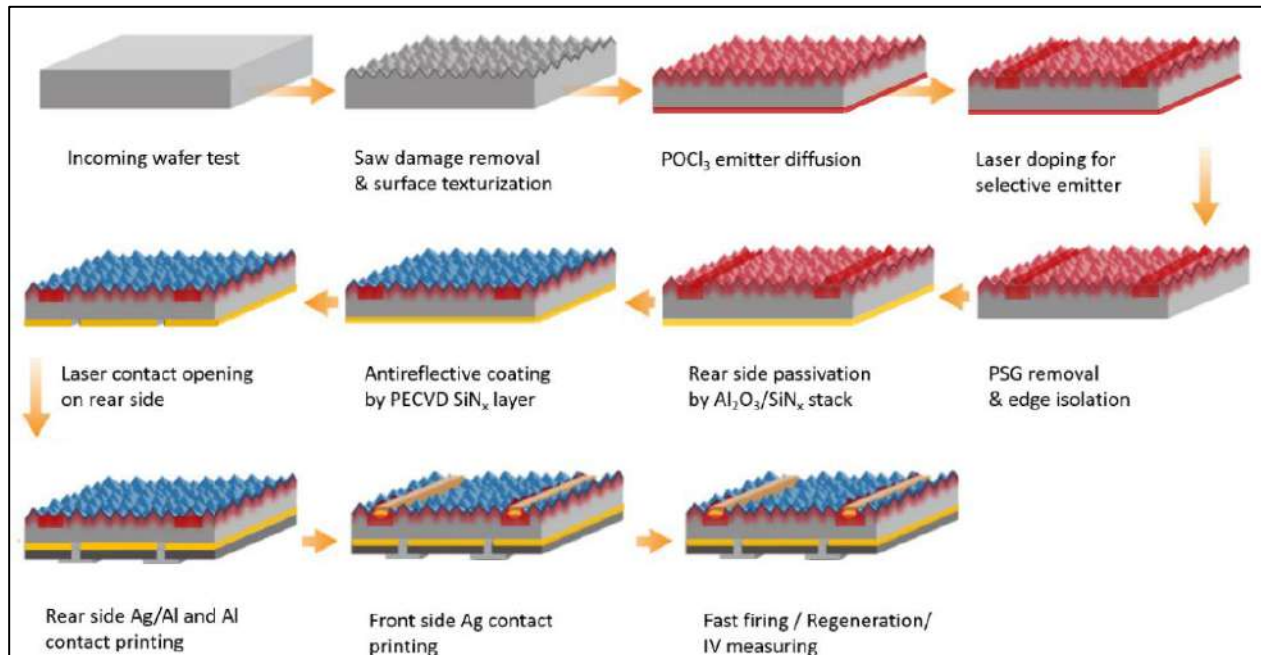 Incoming wafer test
Saw damage removal
& surface texturization
POCl₃ emitter diffusion
Laser doping for
selective emitter
Laser contact opening
on rear side
Antireflective coating
by PECVD SiNₓ layer
Rear side passivation
by Al₂O₃/SiNₓ stack
PSG removal
& edge isolation
Rear side Ag/Al and Al
contact printing
Front side Ag contact
printing
Fast firing / Regeneration/
IV measuring